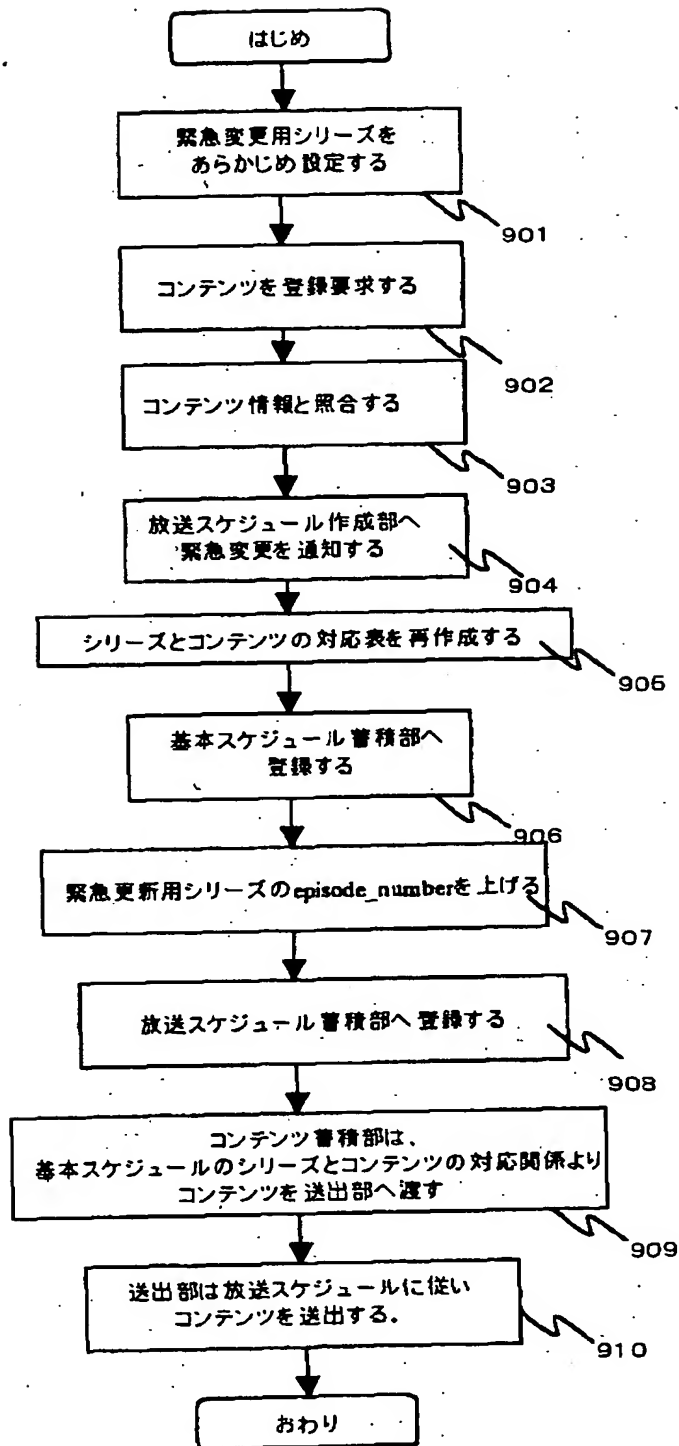 はじめ
緊急変更用シリーズを
あらかじめ設定する
901
コンテンツを登録要求する
902
コンテンツ情報と照合する
903
放送スケジュール作成部へ
緊急変更を通知する
904
シリーズとコンテンツの対応表を再作成する
905
基本スケジュール蓄積部へ
登録する
906
緊急更新用シリーズのepisode_numberを上げる
907
放送スケジュール蓄積部へ登録する
908
コンテンツ蓄積部は、
基本スケジュールのシリーズとコンテンツの対応関係より
コンテンツを送出部へ渡す
909
送出部は放送スケジュールに従い
コンテンツを送出する。
910
おわり